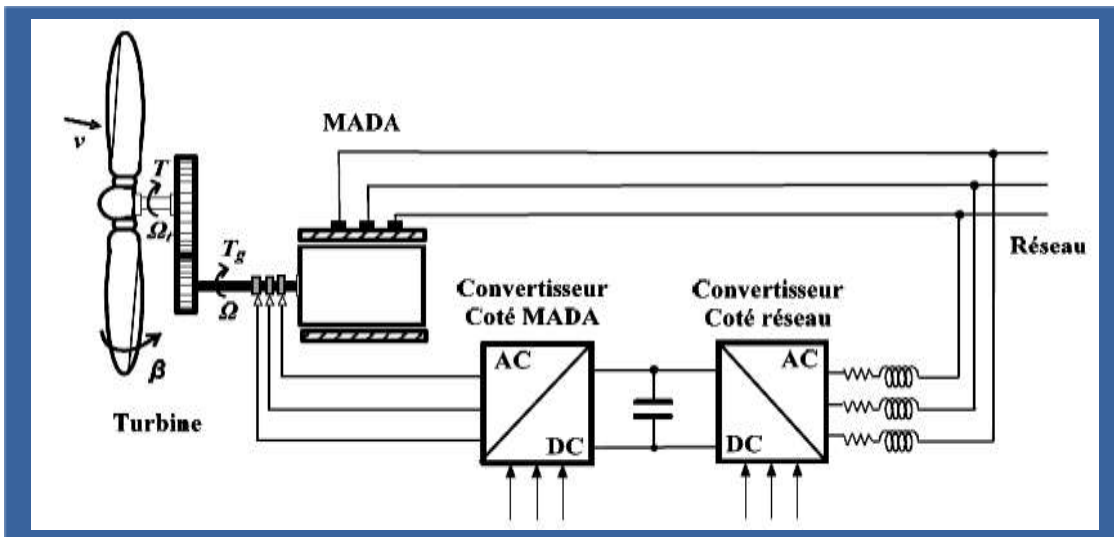 MADA
v
T
Ωt
Tg
Ω
β
Turbine
Réseau
Convertisseur
Coté MADA
Convertisseur
Coté réseau
AC
DC
AC
DC